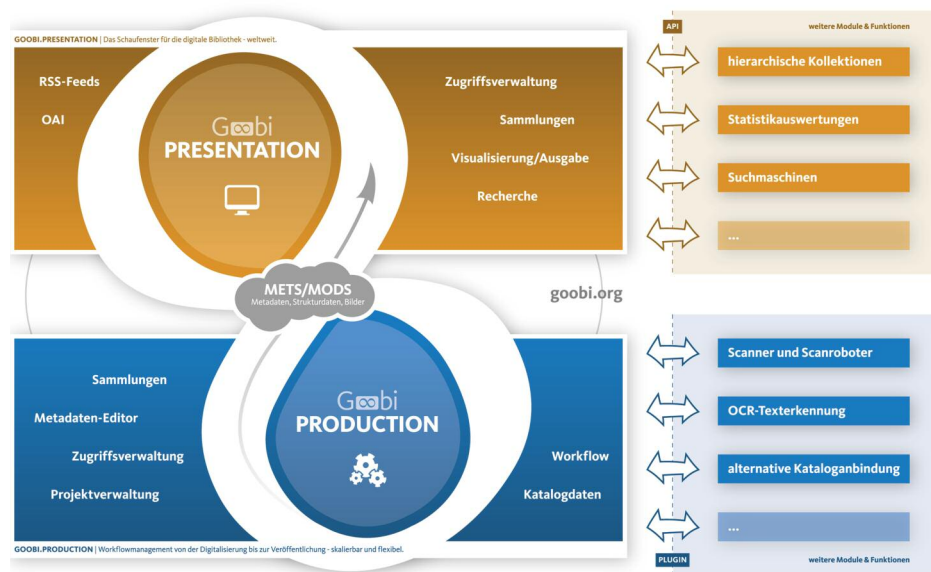 GOOBI.PRESENTATION | Das Schaufenster für die digitale Bibliothek - weltweit.
RSS-Feeds
OAI
Goobi
PRESENTATION
Zugriffsverwaltung
Sammlungen
Visualisierung/Ausgabe
Recherche
API
weitere Module & Funktionen
hierarchische Kollektionen
Statistikauswertungen
Suchmaschinen
...
METS/MODS
Metadaten, Strukturdaten, Bilder
goobi.org
Sammlungen
Metadaten-Editor
Zugriffsverwaltung
Projektverwaltung
Goobi
PRODUCTION
Workflow
Katalogdaten
GOOBI.PRODUCTION | Workflowmanagement von der Digitalisierung bis zur Veröffentlichung - skalierbar und flexibel.
Scanner und Scanroboter
OCR-Texterkennung
alternative Kataloganbindung
...
PLUGIN
weitere Module & Funktionen